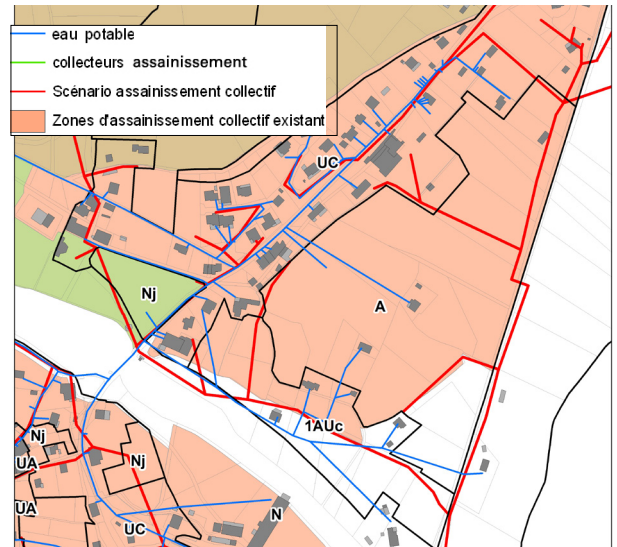 eau potable
collecteurs assainissement
Scénario assainissement collectif
Zones d'assainissement collectif existant
UC
Nj
A
1AUc
Nj
UA
Nj
UA
UC
N